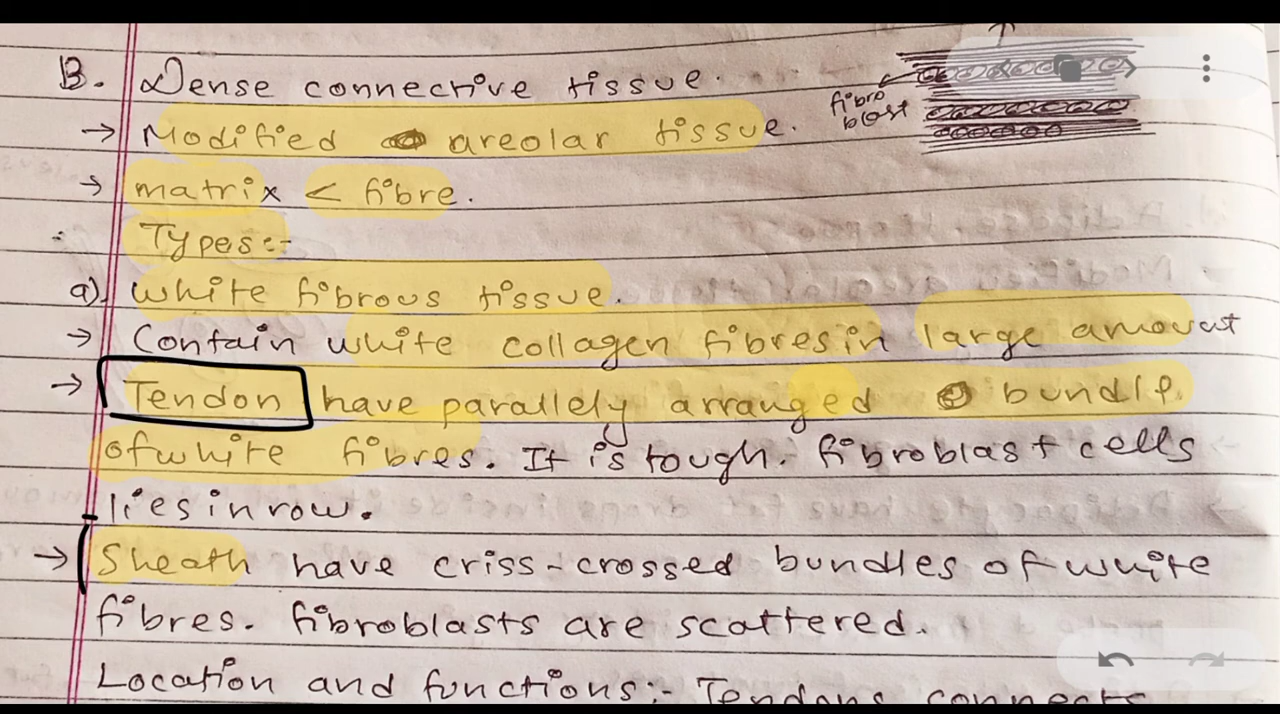 B. Dense connective tissue.
→ Modified areolar tissue.
fibro
blast
→ matrix < fibre.
Types:-
a) White fibrous tissue.
→ Contain white collagen fibres in large amount
→ Tendon have parallely arranged bundle
of white fibres. It is tough. fibroblast cells
lies in row.
→ Sheath have criss-crossed bundles of white
fibres. fibroblasts are scattered.
Location and functions:- Tendons connects